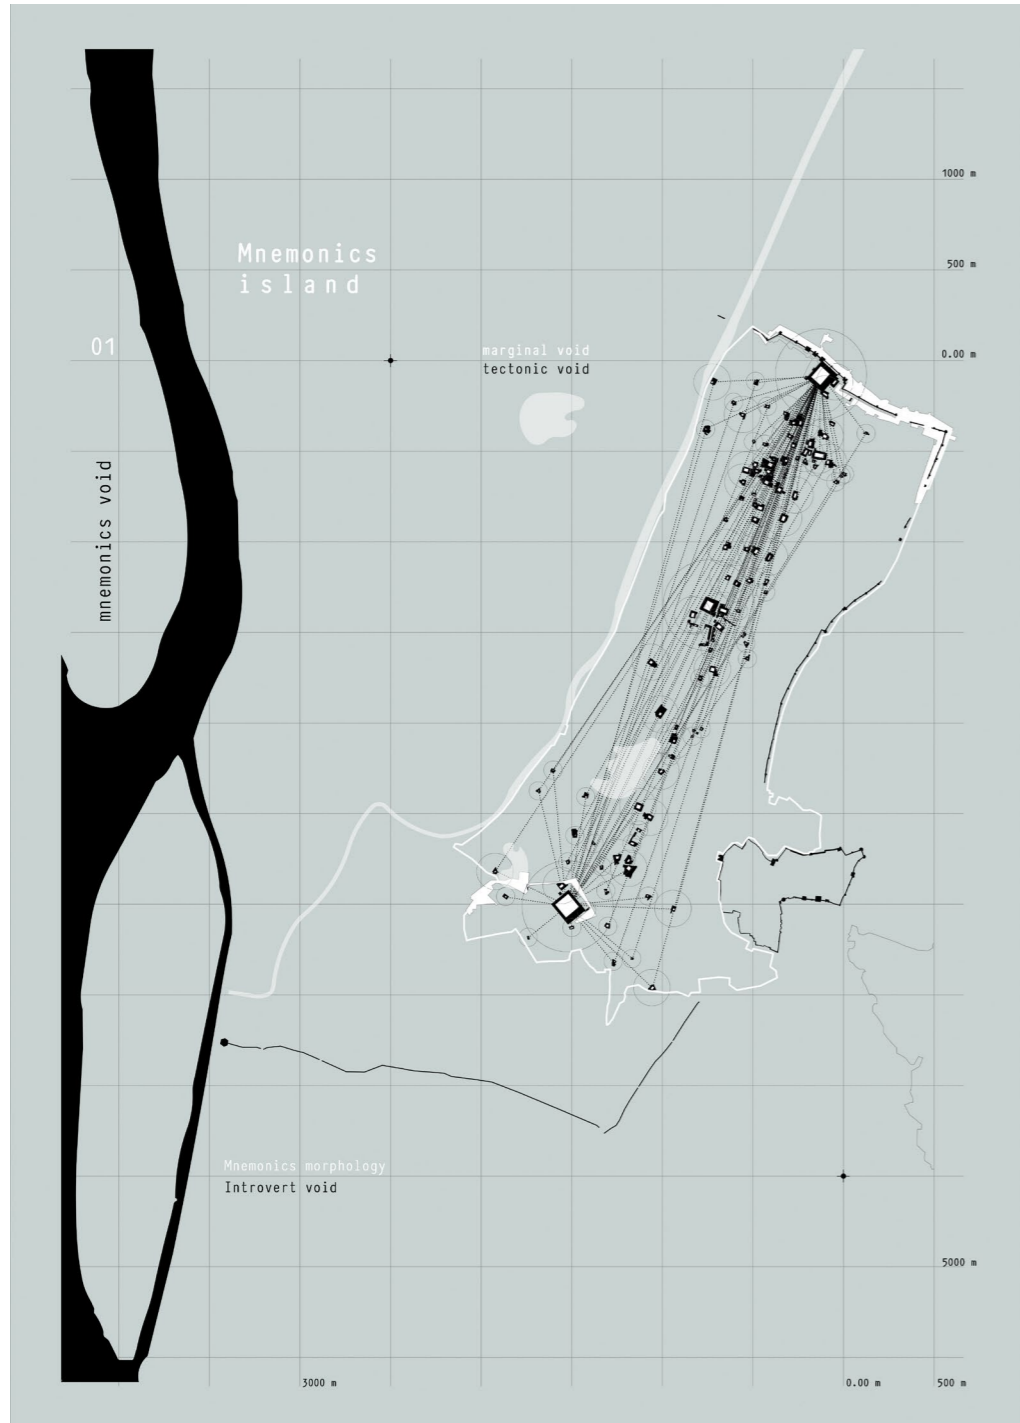 1000 m
Mnemonics
island
500 m
01
marginal void
tectonic void
0.00 m
mnemonics void
Mnemonics morphology
Introvert void
5000 m
3000 m
0.00 m
500 m